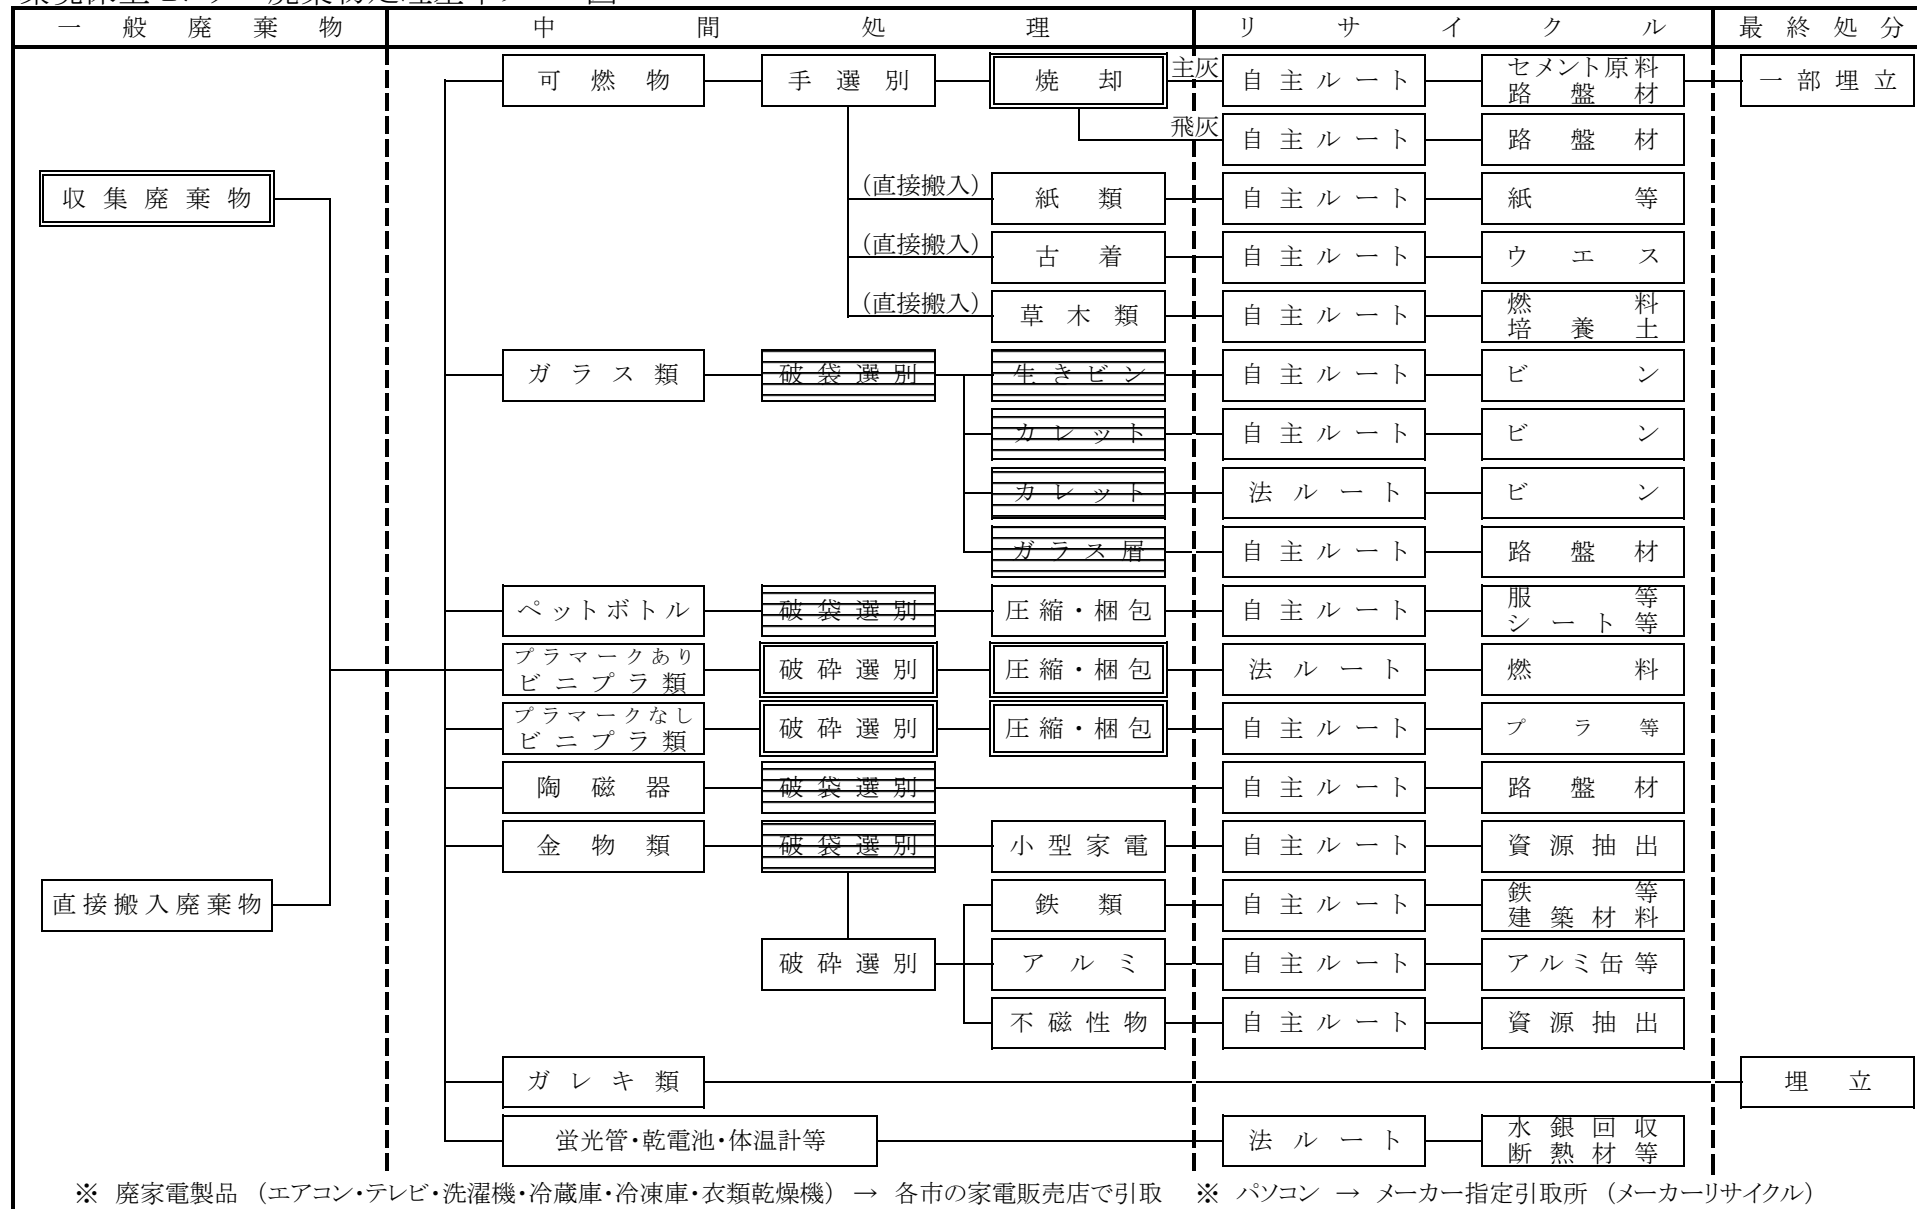 一般廃棄物 中間処理 リサイクル 最終処分
可燃物 手選別 焼却 主灰 自主ルート セメント原料 一部埋立
路盤材
飛灰 自主ルート 路盤材
収集廃棄物 (直接搬入) 紙類 自主ルート 紙等
(直接搬入) 古着 自主ルート ウエス
(直接搬入) 草木類 自主ルート 燃料
培養土
ガラス類 破袋選別 生きビン 自主ルート ビン
カレット 自主ルート ビン
カレット 法ルート ビン
ガラス層 自主ルート 路盤材
ペットボトル 破袋選別 圧縮・梱包 自主ルート 服等
シート等
プラマークあり
ビニプラ類 破砕選別 圧縮・梱包 法ルート 燃料
プラマークなし
ビニプラ類 破砕選別 圧縮・梱包 自主ルート プラ等
陶磁器 破袋選別 自主ルート 路盤材
金物類 破袋選別 小型家電 自主ルート 資源抽出
直接搬入廃棄物 鉄類 自主ルート 鉄等
建築材料
破砕選別 アルミ 自主ルート アルミ缶等
不磁性物 自主ルート 資源抽出
ガレキ類 埋立
蛍光管・乾電池・体温計等 法ルート 水銀回収
断熱材等
※ 廃家電製品 (エアコン・テレビ・洗濯機・冷蔵庫・冷凍庫・衣類乾燥機) → 各市の家電販売店で引取 ※ パソコン → メーカー指定引取所 (メーカーリサイクル)